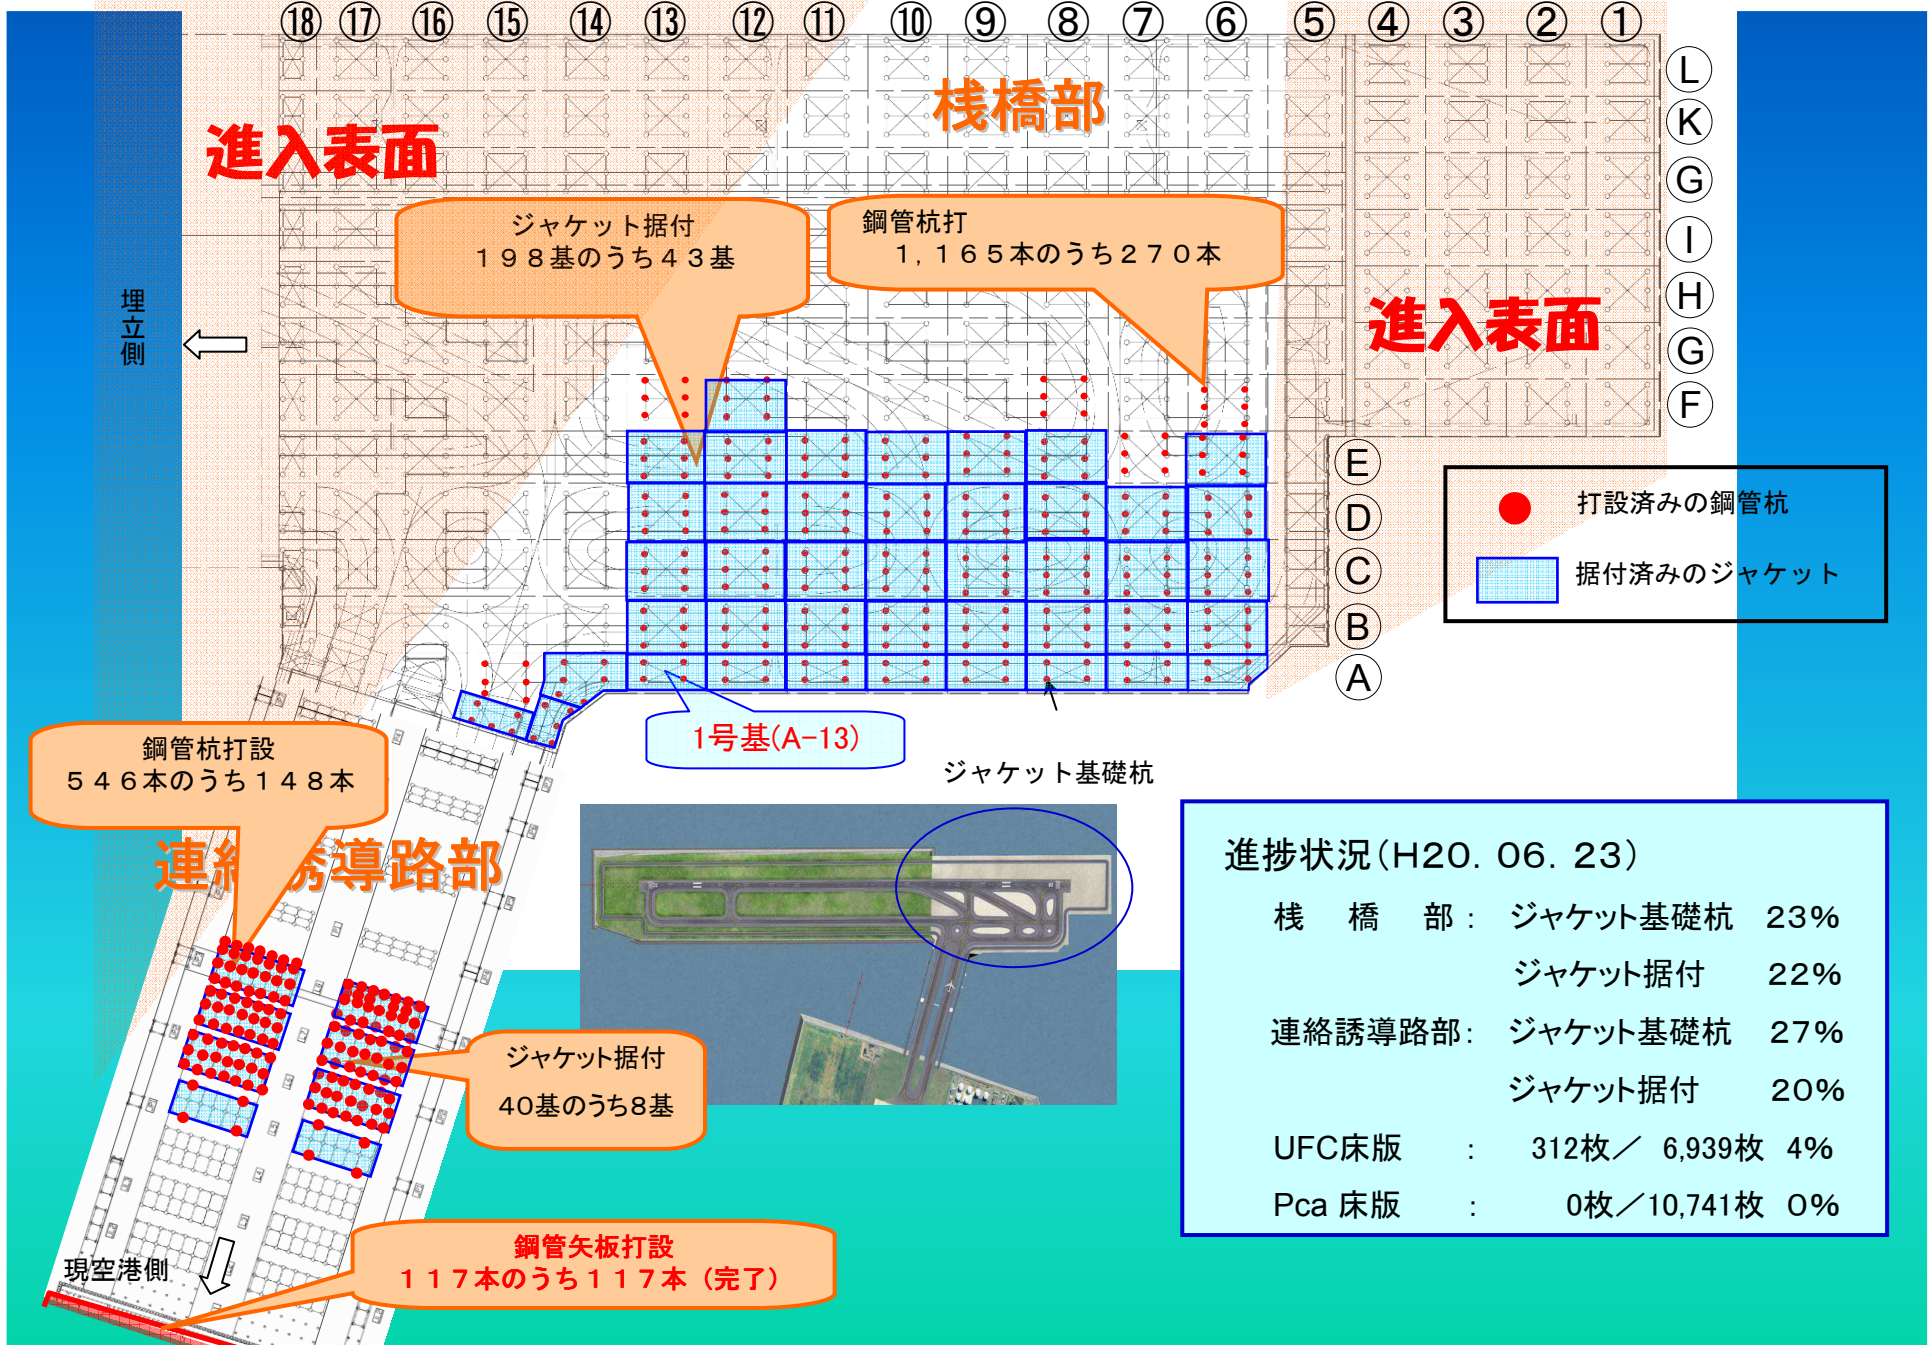 ⑱ ⑰ ⑯ ⑮ ⑭ ⑬ ⑫ ⑪ ⑩ ⑨ ⑧ ⑦ ⑥ ⑤ ④ ③ ② ①
Ⓛ
Ⓚ
Ⓖ
Ⓘ
Ⓗ
Ⓖ
Ⓕ
Ⓔ
Ⓓ
Ⓒ
Ⓑ
Ⓐ
桟橋部
進入表面
ジャケット据付
198基のうち43基
鋼管杭打
1,165本のうち270本
進入表面
埋立側
打設済みの鋼管杭
据付済みのジャケット
1号基(A-13)
ジャケット基礎杭
鋼管杭打設
546本のうち148本
連絡誘導路部
ジャケット据付
40基のうち8基
鋼管矢板打設
117本のうち117本（完了）
現空港側
進捗状況（H20. 06. 23）
桟 橋 部： ジャケット基礎杭 23%
ジャケット据付 22%
連絡誘導路部： ジャケット基礎杭 27%
ジャケット据付 20%
UFC床版 ： 312枚／ 6,939枚 4%
Pca 床版 ： 0枚／10,741枚 0%